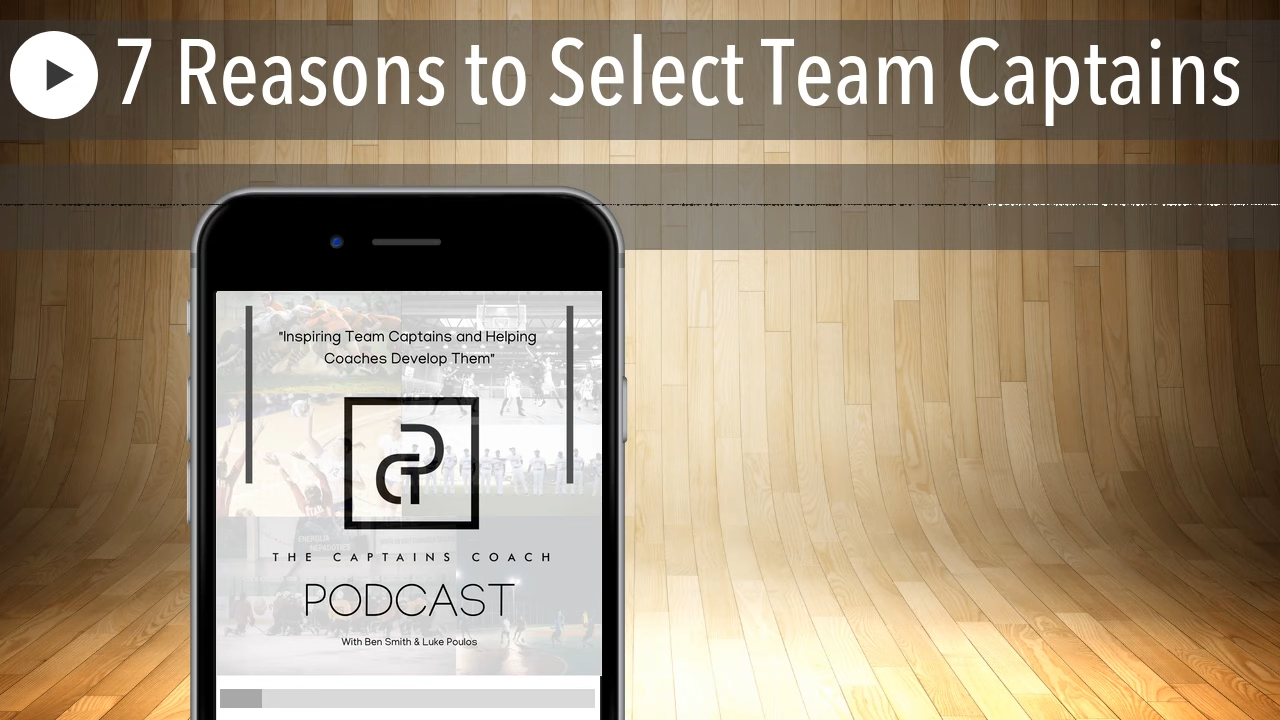 7 Reasons to Select Team Captains
"Inspiring Team Captains and Helping
Coaches Develop Them"
THE CAPTAINS COACH
PODCAST
With Ben Smith & Luke Poulos